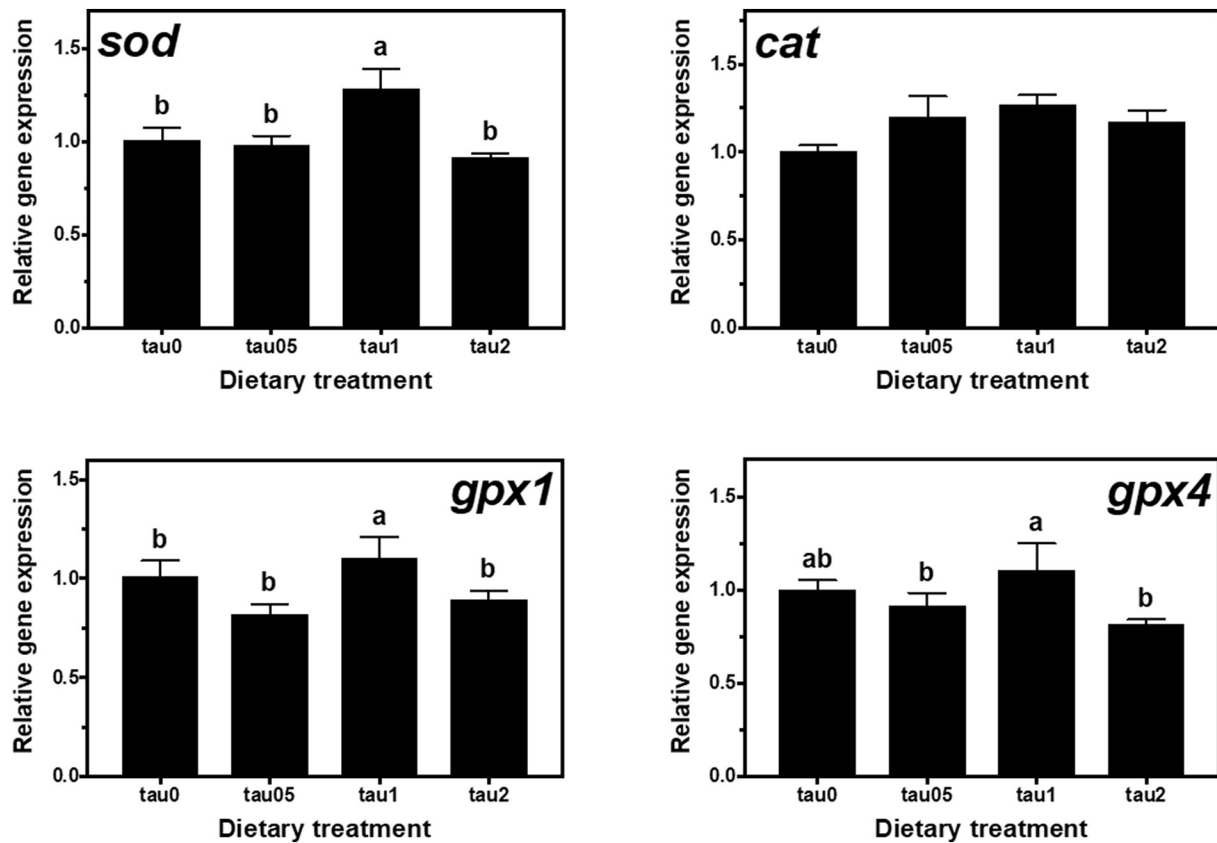 sod
Relative gene expression
1.5
1.0
0.5
0.0
b
b
a
b
tau0 tau05 tau1 tau2
Dietary treatment
cat
Relative gene expression
1.5
1.0
0.5
0.0
tau0 tau05 tau1 tau2
Dietary treatment
gpx1
Relative gene expression
1.5
1.0
0.5
0.0
b
b
a
b
tau0 tau05 tau1 tau2
Dietary treatment
gpx4
Relative gene expression
1.5
1.0
0.5
0.0
ab
b
a
b
tau0 tau05 tau1 tau2
Dietary treatment